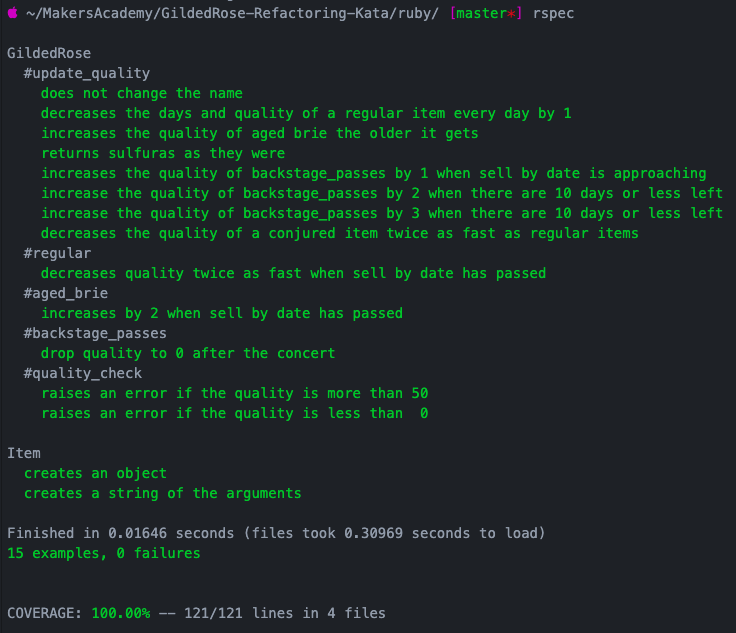 ~/MakersAcademy/GildedRose-Refactoring-Kata/ruby/ [master*] rspec
GildedRose
#update_quality
does not change the name
decreases the days and quality of a regular item every day by 1
increases the quality of aged brie the older it gets
returns sulfuras as they were
increases the quality of backstage_passes by 1 when sell by date is approaching
increase the quality of backstage_passes by 2 when there are 10 days or less left
increase the quality of backstage_passes by 3 when there are 10 days or less left
decreases the quality of a conjured item twice as fast as regular items
#regular
decreases quality twice as fast when sell by date has passed
#aged_brie
increases by 2 when sell by date has passed
#backstage_passes
drop quality to 0 after the concert
#quality_check
raises an error if the quality is more than 50
raises an error if the quality is less than  0
Item
creates an object
creates a string of the arguments
Finished in 0.01646 seconds (files took 0.30969 seconds to load)
15 examples, 0 failures
COVERAGE: 100.00% -- 121/121 lines in 4 files